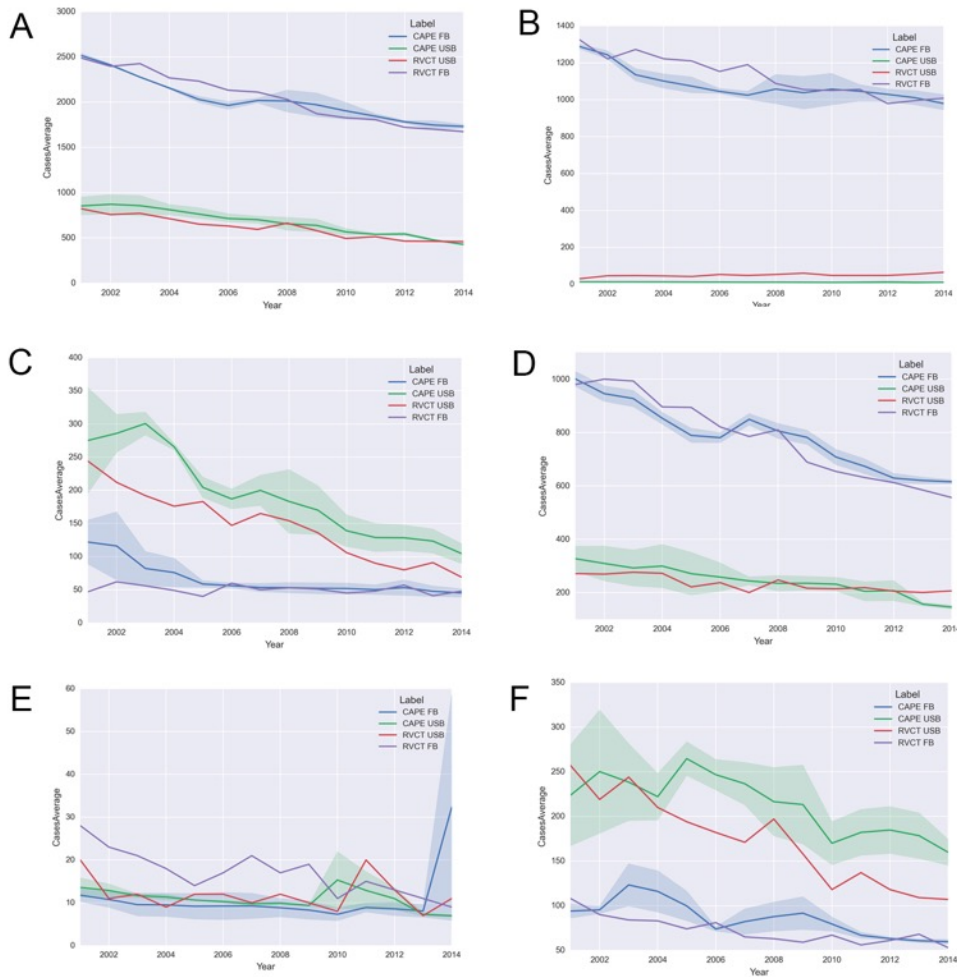 A
Label
CAPE FB
CAPE USB
RVCT USB
RVCT FB
CasesAverage
3000
2500
2000
1500
1000
500
0
2002 2004 2006 2008 2010 2012 2014
Year
B
Label
CAPE FB
CAPE USB
RVCT USB
RVCT FB
CasesAverage
1400
1200
1000
800
600
400
200
0
2002 2004 2006 2008 2010 2012 2014
Year
C
Label
CAPE FB
CAPE USB
RVCT USB
RVCT FB
CasesAverage
400
350
300
250
200
150
100
50
0
2002 2004 2006 2008 2010 2012 2014
Year
D
Label
CAPE FB
CAPE USB
RVCT USB
RVCT FB
CasesAverage
1000
800
600
400
200
2002 2004 2006 2008 2010 2012 2014
Year
E
Label
CAPE FB
CAPE USB
RVCT USB
RVCT FB
CasesAverage
60
50
40
30
20
10
0
2002 2004 2006 2008 2010 2012 2014
Year
F
Label
CAPE FB
CAPE USB
RVCT USB
RVCT FB
CasesAverage
350
300
250
200
150
100
50
2002 2004 2006 2008 2010 2012 2014
Year